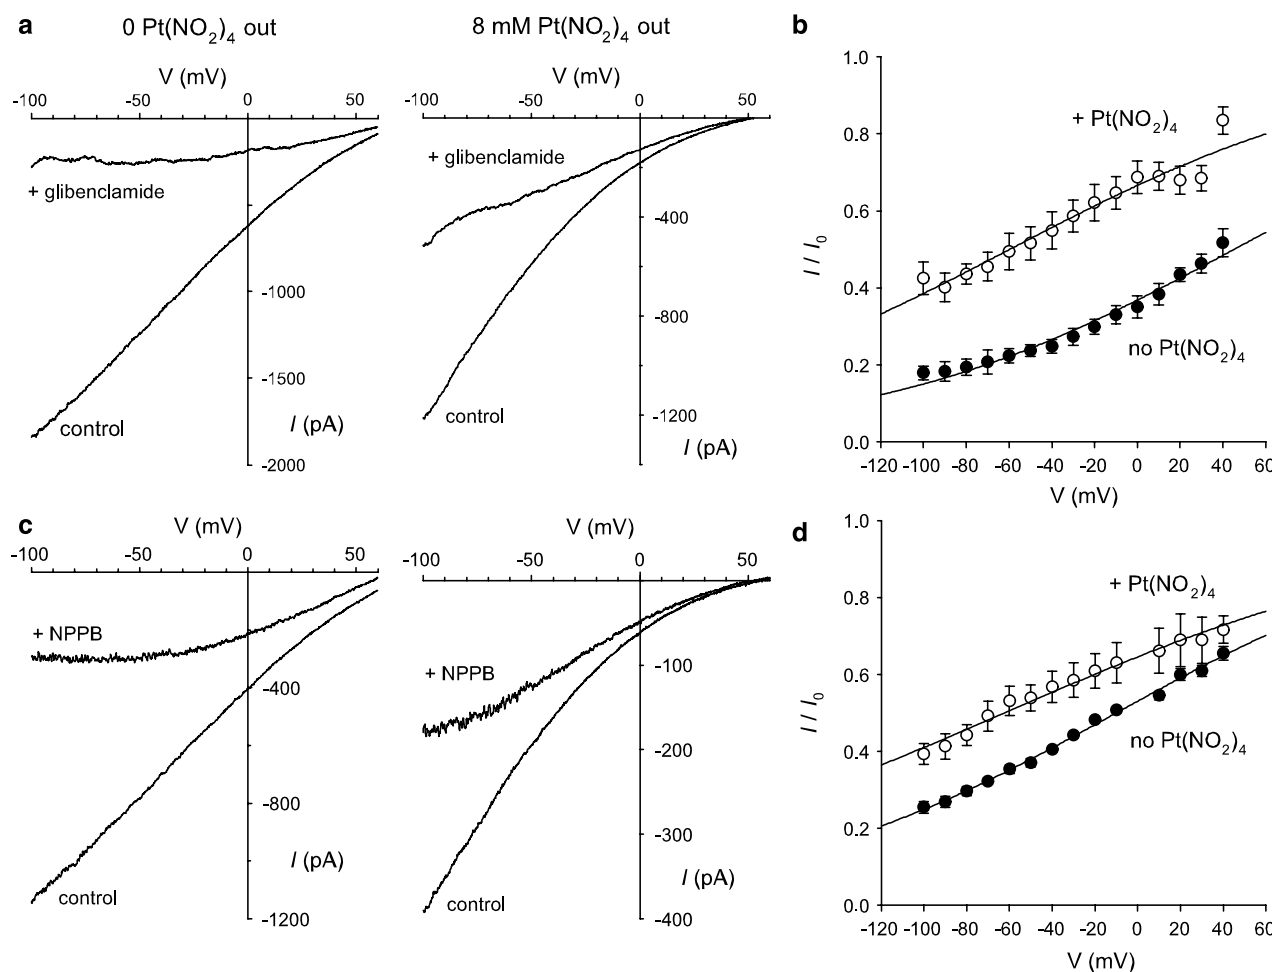 a
0 Pt(NO2)4 out
8 mM Pt(NO2)4 out
V (mV)
-100 -50 0 50
+ glibenclamide
-1000
-1500
-2000
control
I (pA)
V (mV)
-100 -50 0 50
+ glibenclamide
-400
-800
-1200
control
I (pA)
b
1.0
0.8
0.6
0.4
0.2
0.0
I / I0
+ Pt(NO2)4
no Pt(NO2)4
-120 -100 -80 -60 -40 -20 0 20 40 60
V (mV)
c
V (mV)
-100 -50 0 50
+ NPPB
-400
-800
-1200
control
I (pA)
V (mV)
-100 -50 0 50
+ NPPB
-100
-200
-300
-400
control
I (pA)
d
1.0
0.8
0.6
0.4
0.2
0.0
I / I0
+ Pt(NO2)4
no Pt(NO2)4
-120 -100 -80 -60 -40 -20 0 20 40 60
V (mV)